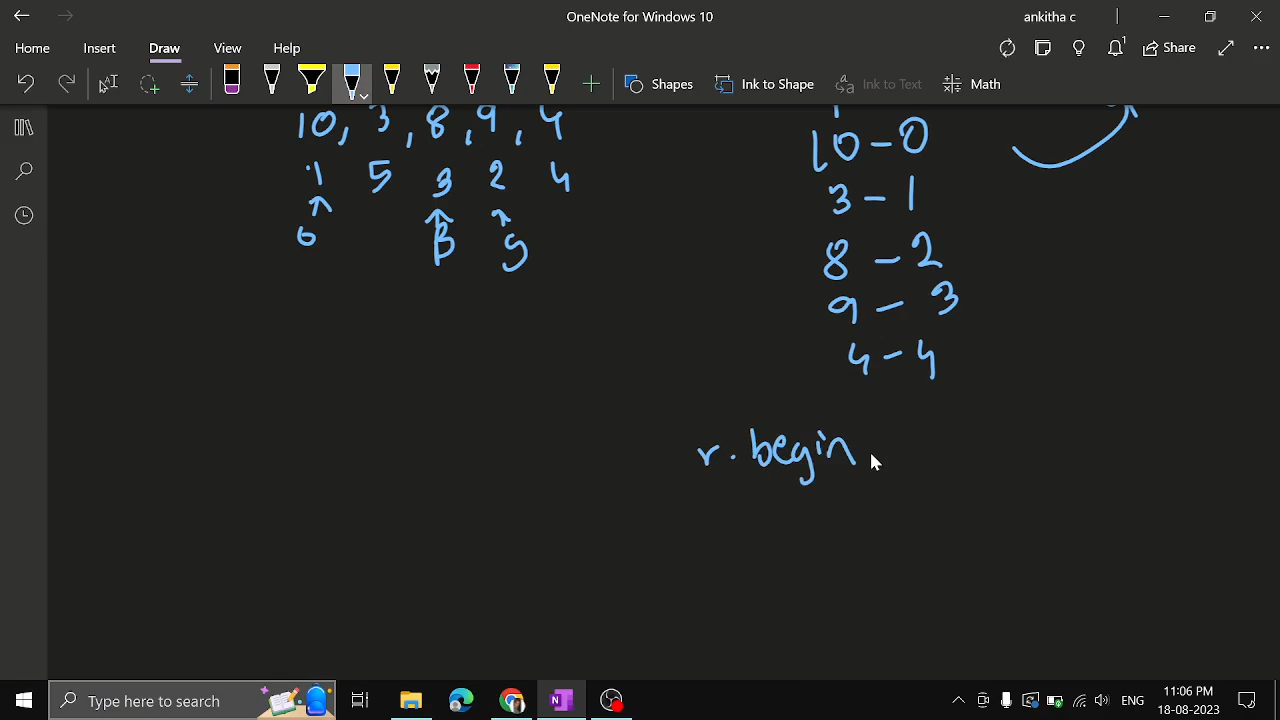 OneNote for Windows 10
ankitha c
Home Insert Draw View Help
Share
Shapes Ink to Shape Ink to Text Math
10, 3, 8, 9, 4
1 5 3 2 4
G B S
10 - 0
3 - 1
8 - 2
9 - 3
4 - 4
r. begin
Type here to search
ENG
11:06 PM
18-08-2023